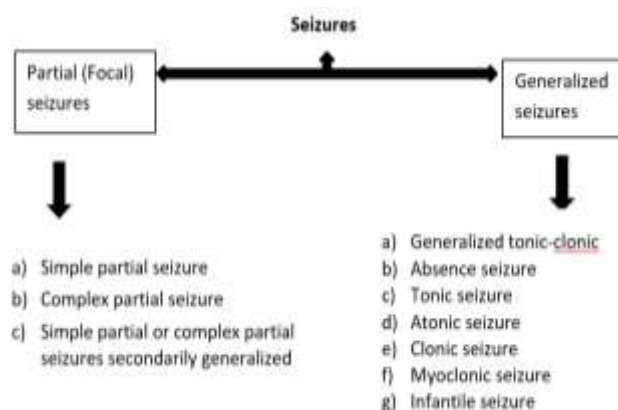 Seizures
Partial (Focal)
seizures
Generalized
seizures
a) Simple partial seizure
b) Complex partial seizure
c) Simple partial or complex partial
seizures secondarily generalized
a) Generalized tonic-clonic
b) Absence seizure
c) Tonic seizure
d) Atonic seizure
e) Clonic seizure
f) Myoclonic seizure
g) Infantile seizure